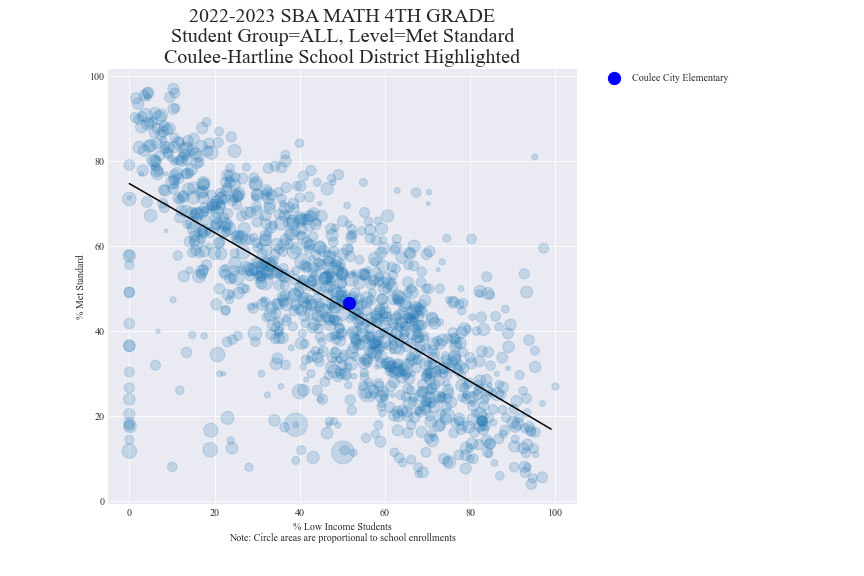 2022-2023 SBA MATH 4TH GRADE
Student Group=ALL, Level=Met Standard
Coulee-Hartline School District Highlighted
Coulee City Elementary
% Met Standard
100
80
60
40
20
0
0 20 40 60 80 100
% Low Income Students
Note: Circle areas are proportional to school enrollments